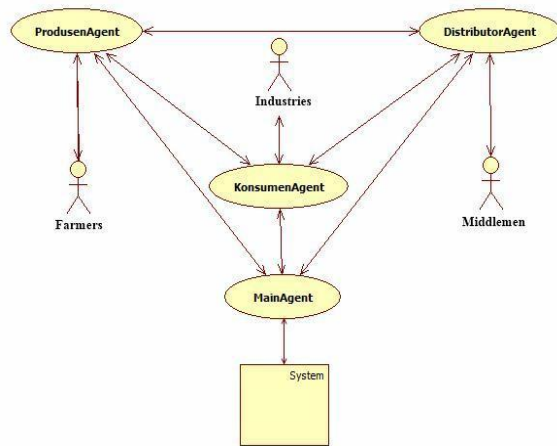 ProdusenAgent
DistributorAgent
Industries
KonsumenAgent
Farmers
Middlemen
MainAgent
System